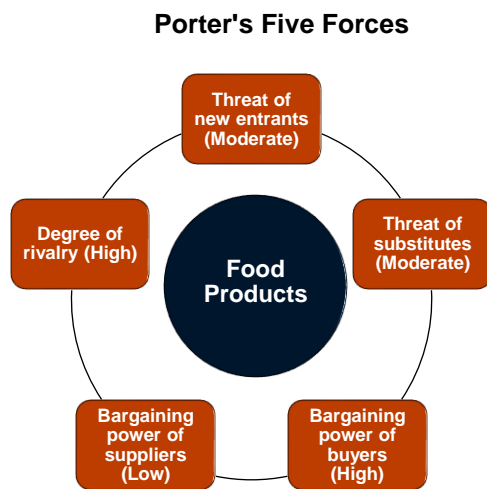 Porter's Five Forces
Threat of
new entrants
(Moderate)
Degree of
rivalry (High)
Threat of
substitutes
(Moderate)
Food
Products
Bargaining
power of
suppliers
(Low)
Bargaining
power of
buyers
(High)